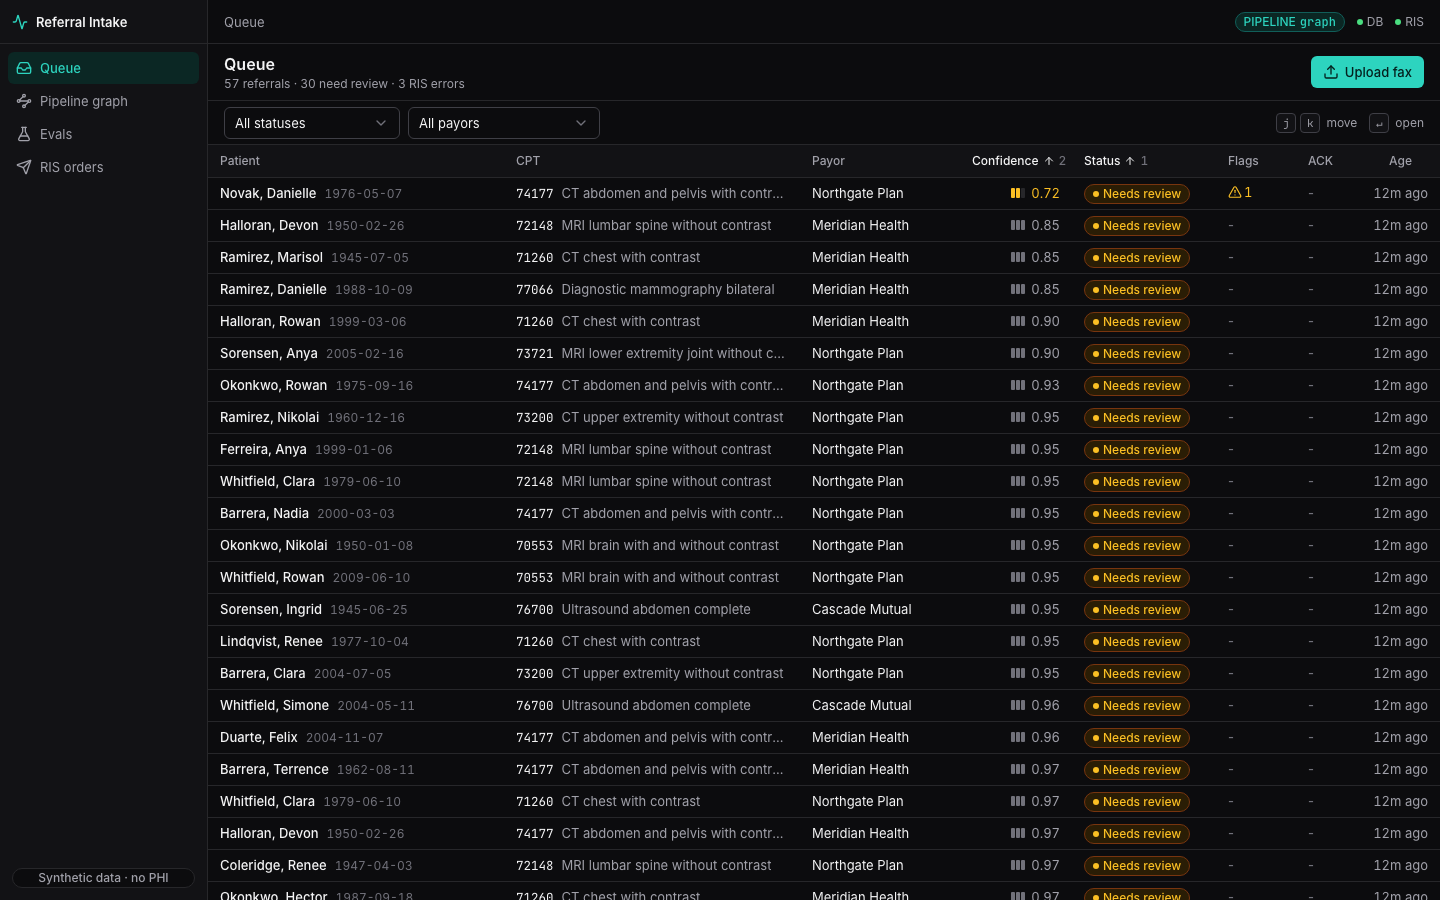 Referral Intake
Queue
PIPELINE graph
DB
RIS
Queue
Pipeline graph
Evals
RIS orders
Synthetic data · no PHI
Queue
57 referrals · 30 need review · 3 RIS errors
Upload fax
All statuses
All payors
j k move ↵ open
Patient CPT Payor Confidence ↑ 2 Status ↑ 1 Flags ACK Age
Novak, Danielle 1976-05-07 74177 CT abdomen and pelvis with contr... Northgate Plan 0.72 Needs review 1 - 12m ago
Halloran, Devon 1950-02-26 72148 MRI lumbar spine without contrast Meridian Health 0.85 Needs review - - 12m ago
Ramirez, Marisol 1945-07-05 71260 CT chest with contrast Meridian Health 0.85 Needs review - - 12m ago
Ramirez, Danielle 1988-10-09 77066 Diagnostic mammography bilateral Meridian Health 0.85 Needs review - - 12m ago
Halloran, Rowan 1999-03-06 71260 CT chest with contrast Meridian Health 0.90 Needs review - - 12m ago
Sorensen, Anya 2005-02-16 73721 MRI lower extremity joint without c... Northgate Plan 0.90 Needs review - - 12m ago
Okonkwo, Rowan 1975-09-16 74177 CT abdomen and pelvis with contr... Northgate Plan 0.93 Needs review - - 12m ago
Ramirez, Nikolai 1960-12-16 73200 CT upper extremity without contrast Northgate Plan 0.95 Needs review - - 12m ago
Ferreira, Anya 1999-01-06 72148 MRI lumbar spine without contrast Northgate Plan 0.95 Needs review - - 12m ago
Whitfield, Clara 1979-06-10 72148 MRI lumbar spine without contrast Northgate Plan 0.95 Needs review - - 12m ago
Barrera, Nadia 2000-03-03 74177 CT abdomen and pelvis with contr... Northgate Plan 0.95 Needs review - - 12m ago
Okonkwo, Nikolai 1950-01-08 70553 MRI brain with and without contrast Northgate Plan 0.95 Needs review - - 12m ago
Whitfield, Rowan 2009-06-10 70553 MRI brain with and without contrast Northgate Plan 0.95 Needs review - - 12m ago
Sorensen, Ingrid 1945-06-25 76700 Ultrasound abdomen complete Cascade Mutual 0.95 Needs review - - 12m ago
Lindqvist, Renee 1977-10-04 71260 CT chest with contrast Northgate Plan 0.95 Needs review - - 12m ago
Barrera, Clara 2004-07-05 73200 CT upper extremity without contrast Northgate Plan 0.95 Needs review - - 12m ago
Whitfield, Simone 2004-05-11 76700 Ultrasound abdomen complete Cascade Mutual 0.96 Needs review - - 12m ago
Duarte, Felix 2004-11-07 74177 CT abdomen and pelvis with contr... Meridian Health 0.96 Needs review - - 12m ago
Barrera, Terrence 1962-08-11 74177 CT abdomen and pelvis with contr... Meridian Health 0.97 Needs review - - 12m ago
Whitfield, Clara 1979-06-10 71260 CT chest with contrast Northgate Plan 0.97 Needs review - - 12m ago
Halloran, Devon 1950-02-26 74177 CT abdomen and pelvis with contr... Meridian Health 0.97 Needs review - - 12m ago
Coleridge, Renee 1947-04-03 72148 MRI lumbar spine without contrast Northgate Plan 0.97 Needs review - - 12m ago
Okonkwo, Hector 1987-09-18 71260 CT chest with contrast Meridian Health 0.97 Needs review - - 12m ago